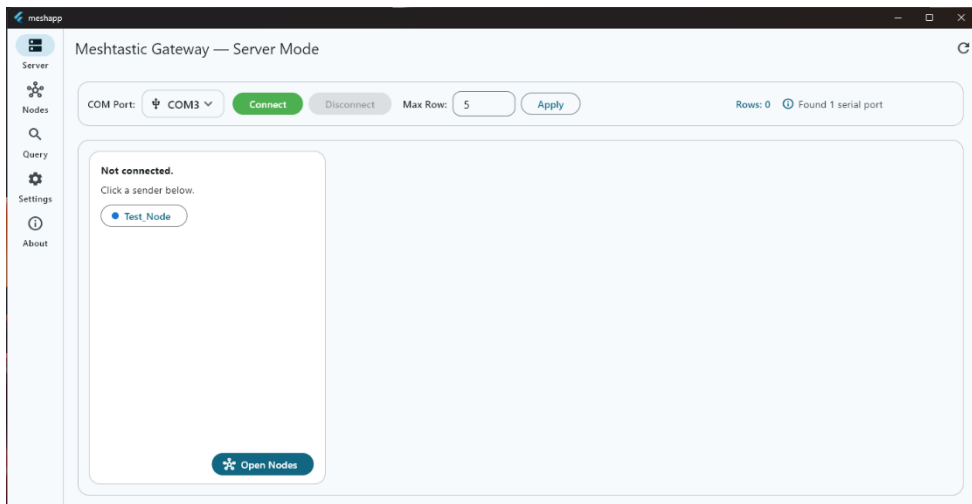 meshapp
Server
Nodes
Query
Settings
About
Meshtastic Gateway — Server Mode
COM Port: COM3 Connect Disconnect Max Row: 5 Apply Rows: 0 Found 1 serial port
Not connected.
Click a sender below.
Test_Node
Open Nodes